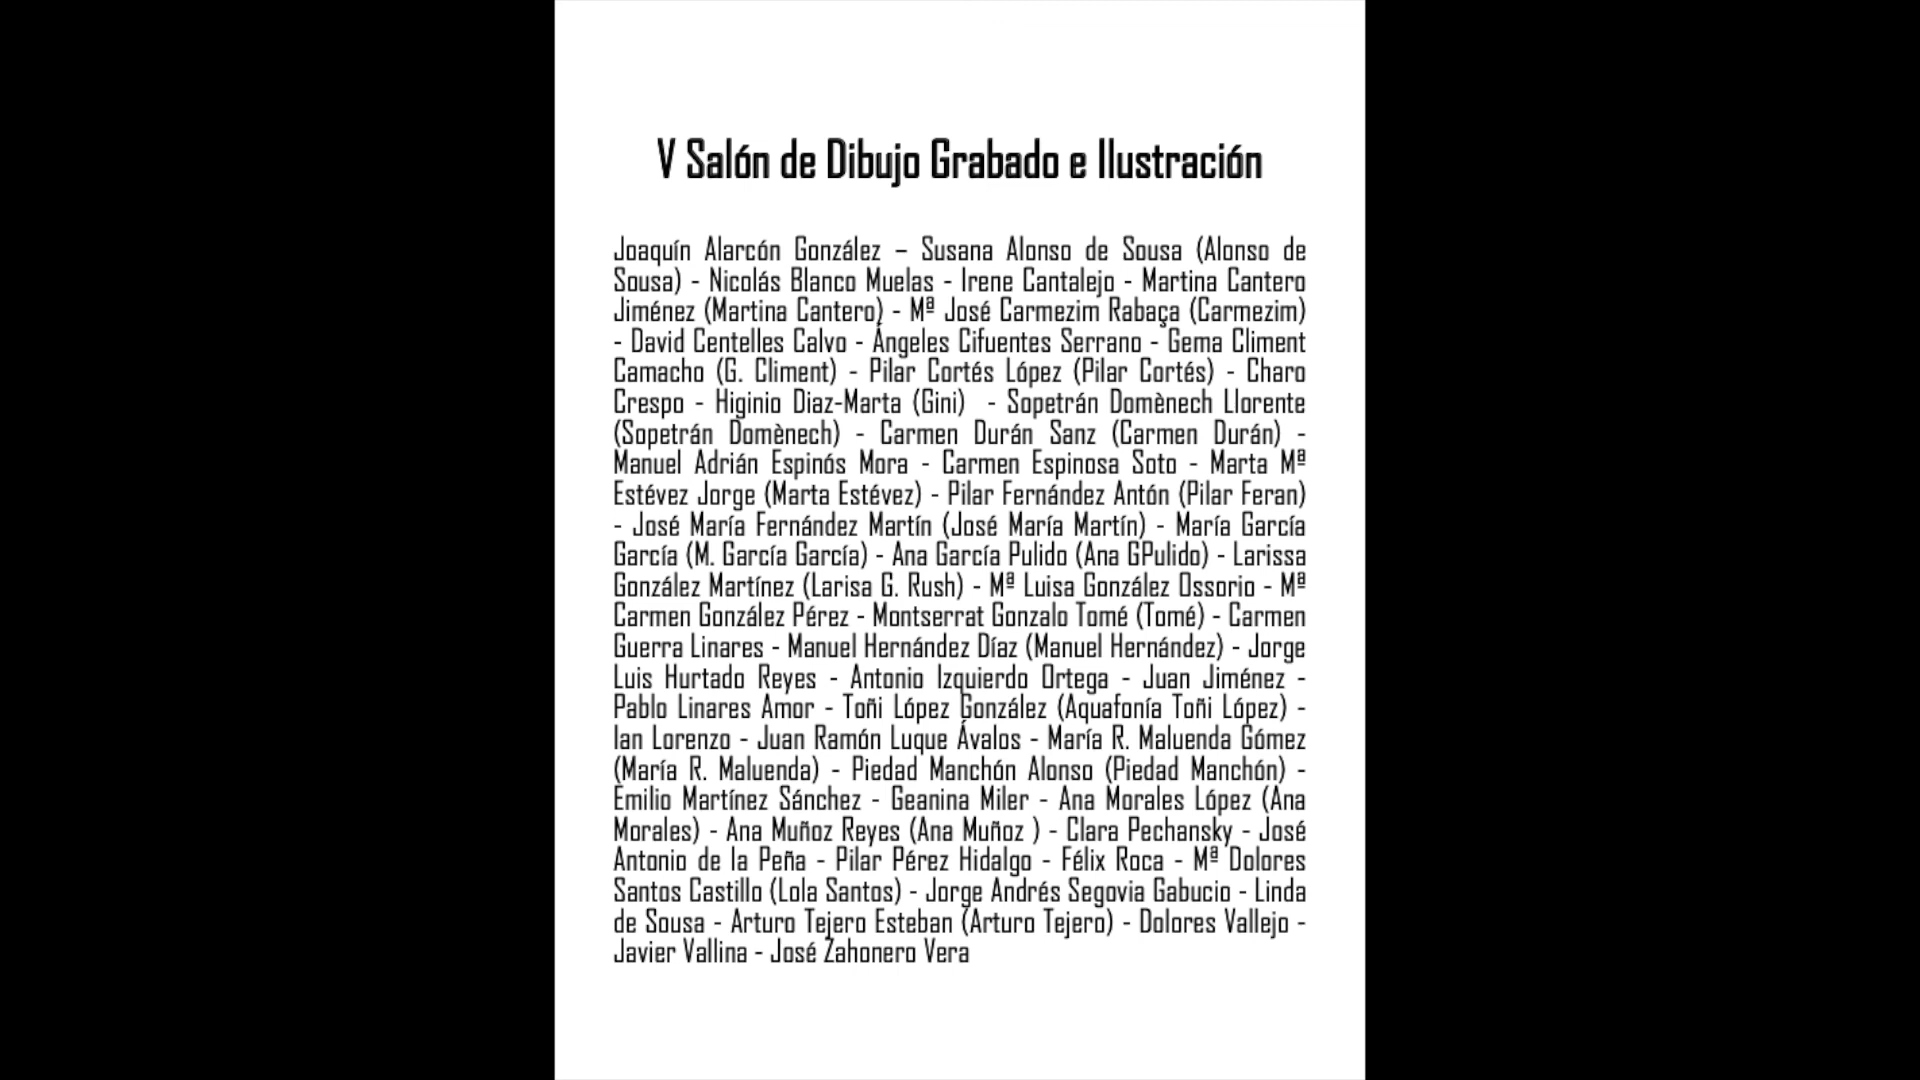 V Salón de Dibujo Grabado e Ilustración
Joaquín Alarcón González – Susana Alonso de Sousa (Alonso de
Sousa) - Nicolás Blanco Muelas - Irene Cantalejo - Martina Cantero
Jiménez (Martina Cantero) - Mª José Carmezim Rabaça (Carmezim)
- David Centelles Calvo - Ángeles Cifuentes Serrano - Gema Climent
Camacho (G. Climent) - Pilar Cortés López (Pilar Cortés) - Charo
Crespo - Higinio Diaz-Marta (Gini)  - Sopetrán Domènech Llorente
(Sopetrán Domènech) - Carmen Durán Sanz (Carmen Durán) -
Manuel Adrián Espinós Mora - Carmen Espinosa Soto - Marta Mª
Estévez Jorge (Marta Estévez) - Pilar Fernández Antón (Pilar Feran)
- José María Fernández Martín (José María Martín) - María García
García (M. García García) - Ana García Pulido (Ana GPulido) - Larissa
González Martínez (Larisa G. Rush) - Mª Luisa González Ossorio - Mª
Carmen González Pérez - Montserrat Gonzalo Tomé (Tomé) - Carmen
Guerra Linares - Manuel Hernández Díaz (Manuel Hernández) - Jorge
Luis Hurtado Reyes - Antonio Izquierdo Ortega - Juan Jiménez -
Pablo Linares Amor - Toñi López González (Aquafonía Toñi López) -
Ian Lorenzo - Juan Ramón Luque Ávalos - María R. Maluenda Gómez
(María R. Maluenda) - Piedad Manchón Alonso (Piedad Manchón) -
Emilio Martínez Sánchez - Geanina Miler - Ana Morales López (Ana
Morales) - Ana Muñoz Reyes (Ana Muñoz ) - Clara Pechansky - José
Antonio de la Peña - Pilar Pérez Hidalgo - Félix Roca - Mª Dolores
Santos Castillo (Lola Santos) - Jorge Andrés Segovia Gabucio - Linda
de Sousa - Arturo Tejero Esteban (Arturo Tejero) - Dolores Vallejo -
Javier Vallina - José Zahonero Vera